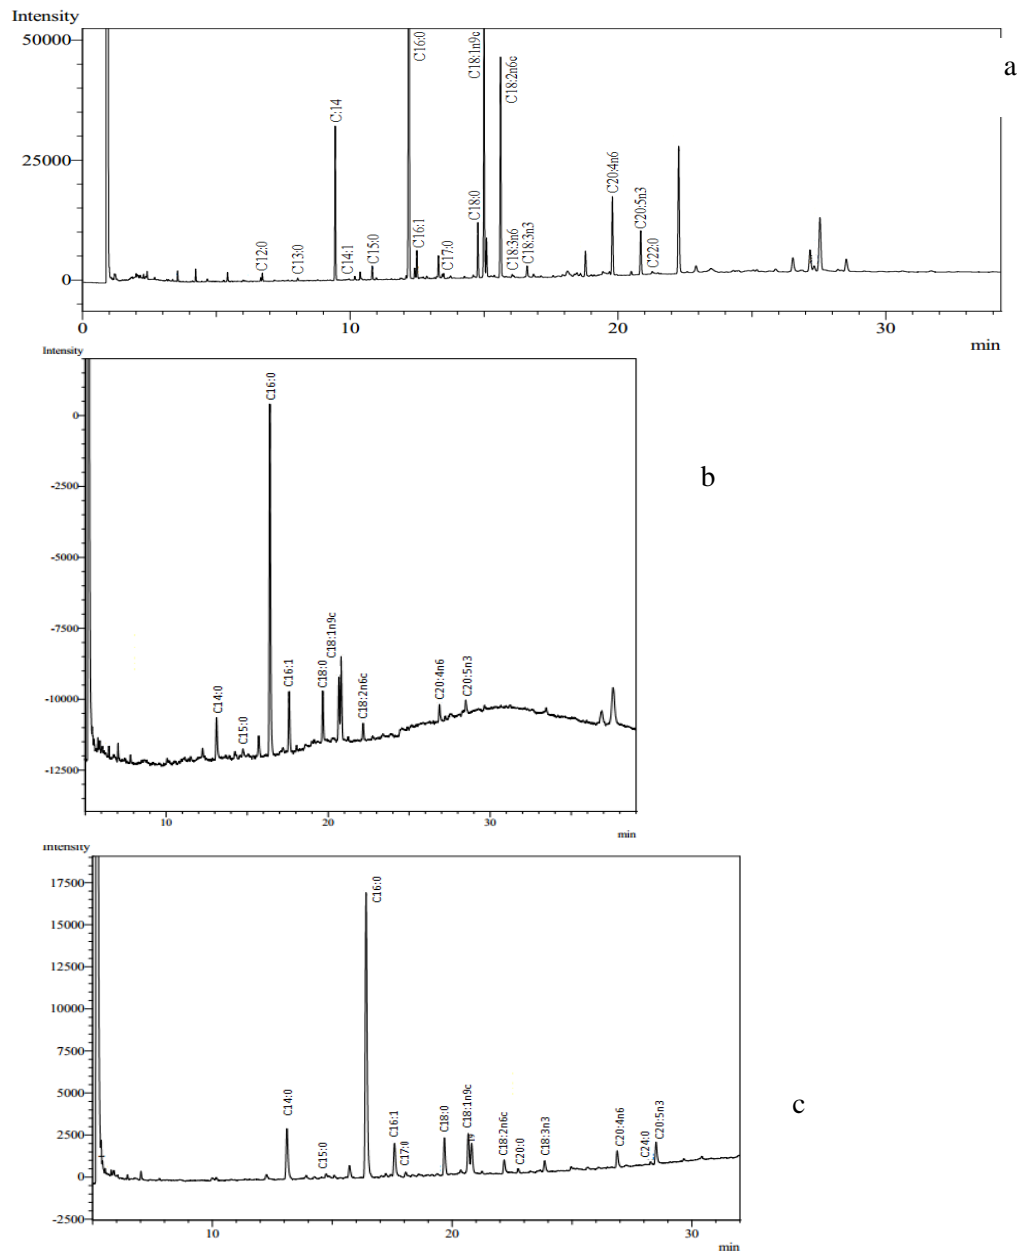 Intensity
50000
25000
0
C12:0
C13:0
C:14
C14:1
C15:0
C16:0
C16:1
C17:0
C18:0
C18:1n9c
C18:2n6c
C18:3n6
C18:3n3
C20:4n6
C20:5n3
C22:0
0
10
20
30
min
a
Intensity
0
-2500
-5000
-7500
-10000
-12500
C14:0
C15:0
C16:0
C16:1
C18:0
C18:1n9c
C18:2n6c
C20:4n6
C20:5n3
10
20
30
min
b
Intensity
17500
15000
12500
10000
7500
5000
2500
0
-2500
C14:0
C15:0
C16:0
C16:1
C17:0
C18:0
C18:1n9c
C18:2n6c
C20:0
C18:3n3
C20:4n6
C24:0
C20:5n3
10
20
30
min
c